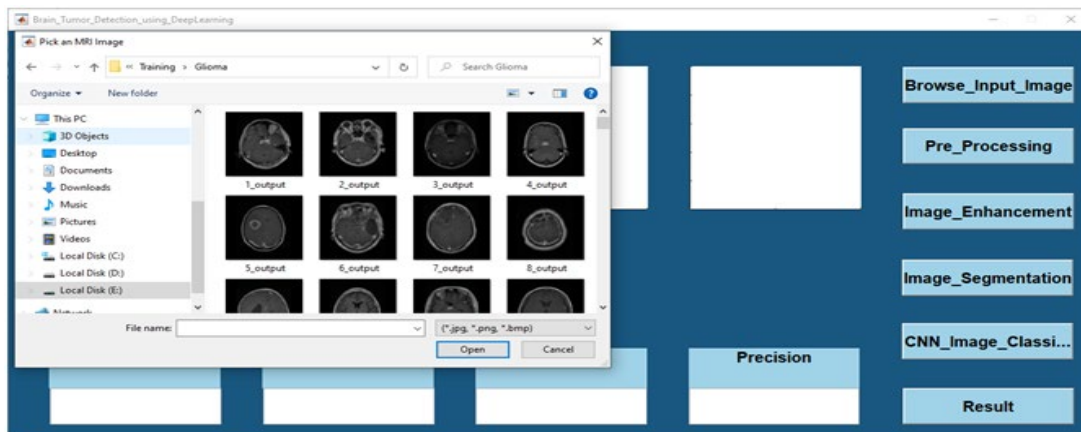 Brain_Tumor_Detection_using_DeepLearning
Pick an MRI Image
« Training › Glioma
Search Glioma
Organize
New folder
This PC
3D Objects
Desktop
Documents
Downloads
Music
Pictures
Videos
Local Disk (C:)
Local Disk (D:)
Local Disk (E:)
Network
1_output
2_output
3_output
4_output
5_output
6_output
7_output
8_output
File name:
(*.jpg, *.png, *.bmp)
Open
Cancel
Browse_Input_Image
Pre_Processing
Image_Enhancement
Image_Segmentation
CNN_Image_Classi...
Precision
Result